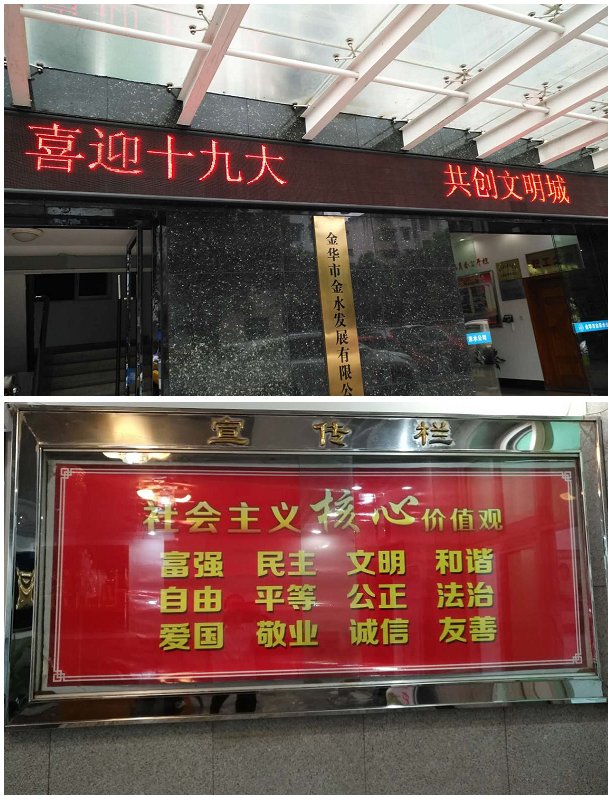 喜迎十九大
共创文明城
金华市金水发展有限公
宣传栏
社会主义核心价值观
富强 民主 文明 和谐
自由 平等 公正 法治
爱国 敬业 诚信 友善